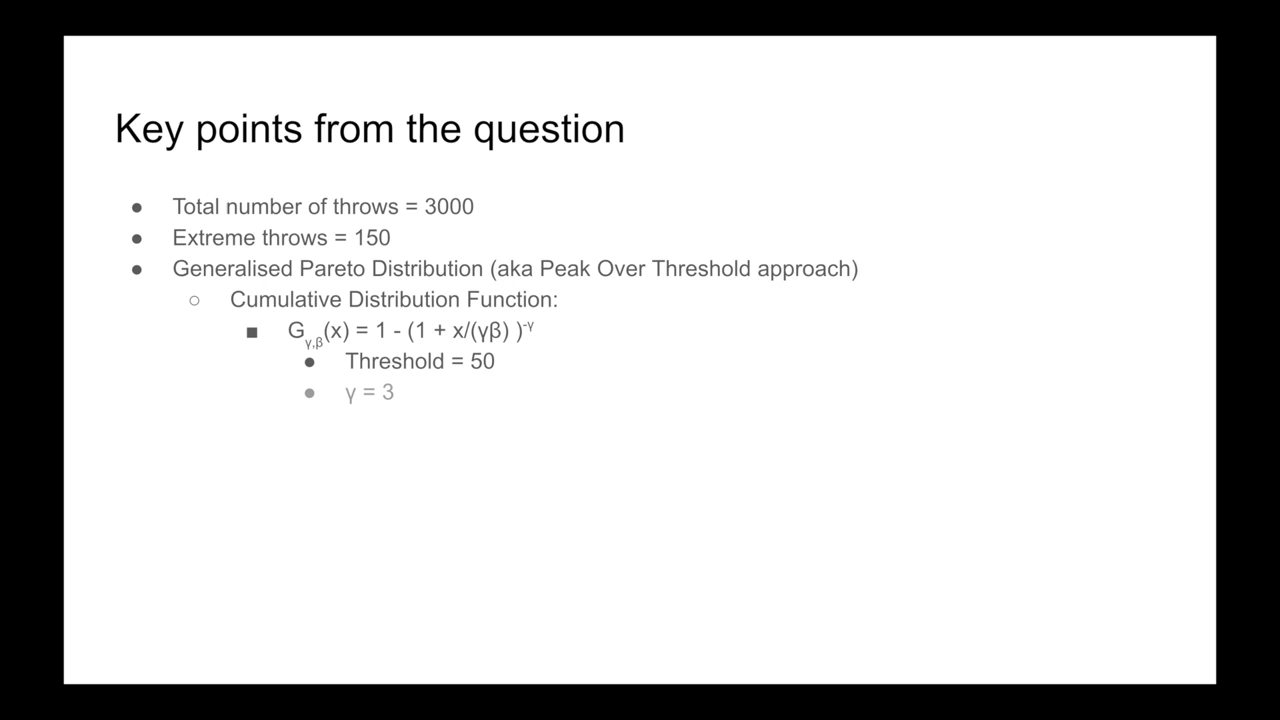 Key points from the question
● Total number of throws = 3000
● Extreme throws = 150
● Generalised Pareto Distribution (aka Peak Over Threshold approach)
○ Cumulative Distribution Function:
■ Gγ,β(x) = 1 - (1 + x/(γβ) )-γ
● Threshold = 50
● γ = 3